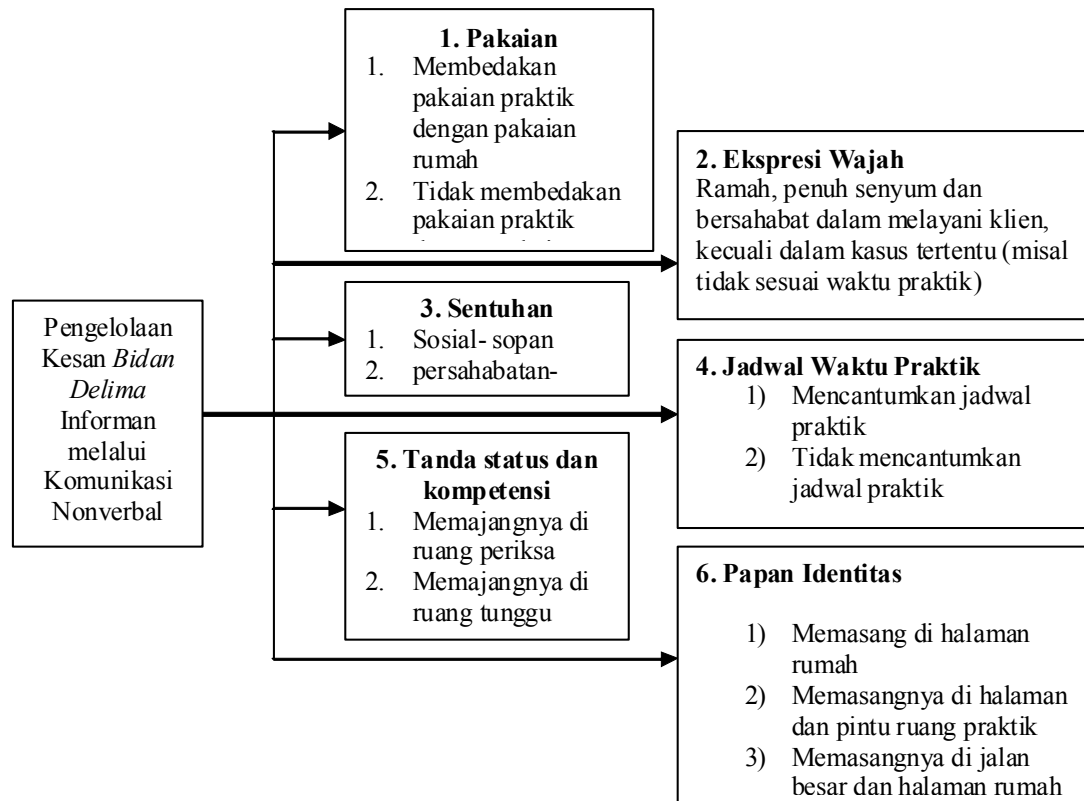 Pengelolaan
Kesan Bidan
Delima
Informan
melalui
Komunikasi
Nonverbal
1. Pakaian
1. Membedakan
pakaian praktik
dengan pakaian
rumah
2. Tidak membedakan
pakaian praktik
2. Ekspresi Wajah
Ramah, penuh senyum dan
bersahabat dalam melayani klien,
kecuali dalam kasus tertentu (misal
tidak sesuai waktu praktik)
3. Sentuhan
1. Sosial- sopan
2. persahabatan-
4. Jadwal Waktu Praktik
1) Mencantumkan jadwal
praktik
2) Tidak mencantumkan
jadwal praktik
5. Tanda status dan
kompetensi
1. Memajangnya di
ruang periksa
2. Memajangnya di
ruang tunggu
6. Papan Identitas
1) Memasang di halaman
rumah
2) Memasangnya di halaman
dan pintu ruang praktik
3) Memasangnya di jalan
besar dan halaman rumah